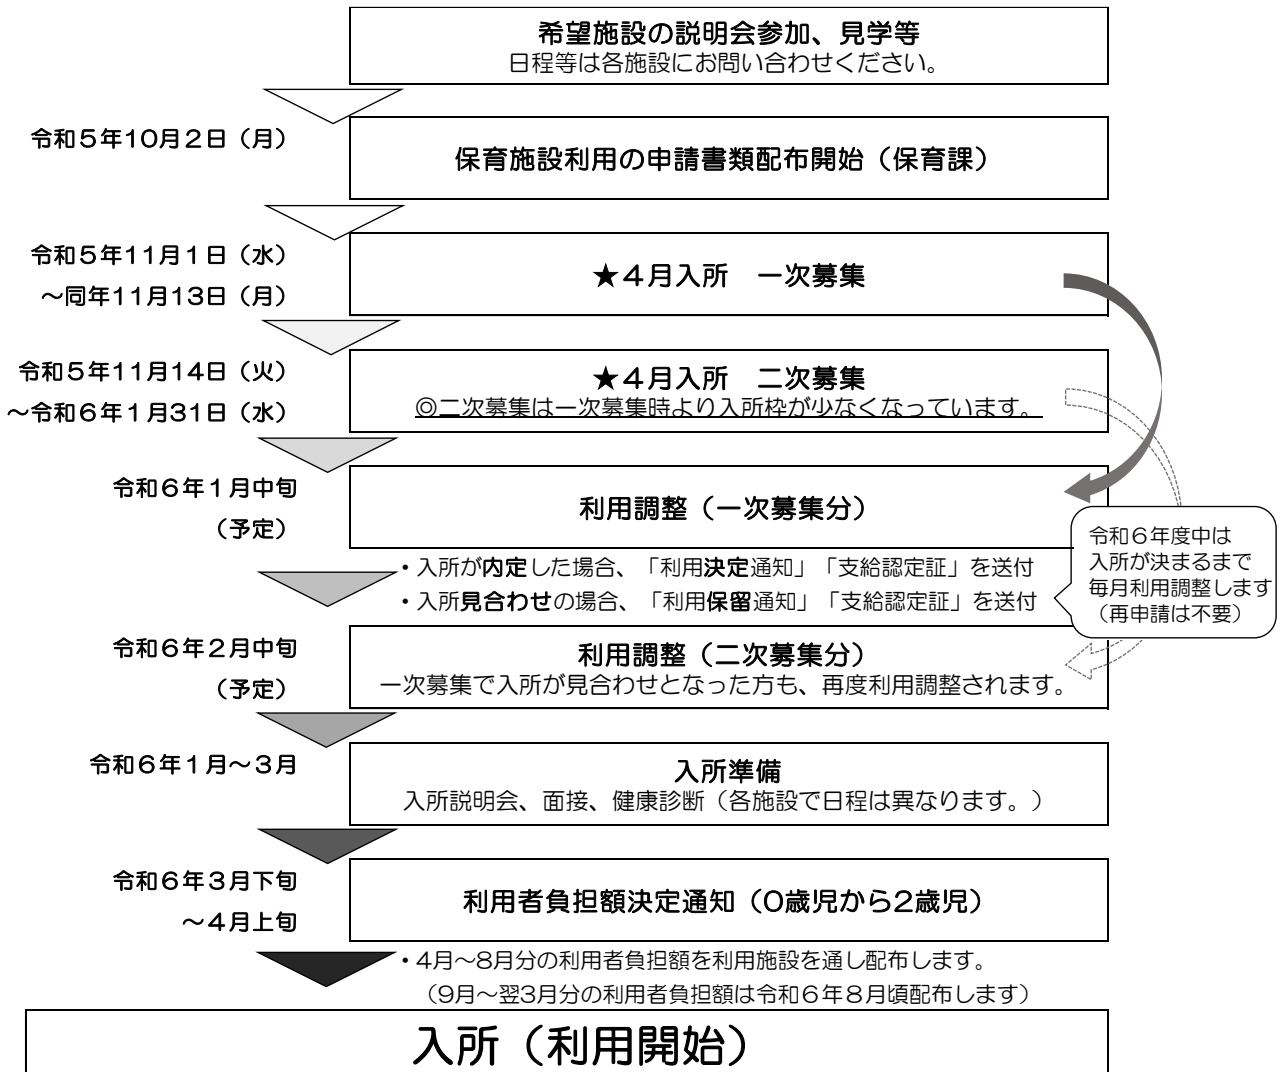 希望施設の説明会参加、見学等
日程等は各施設にお問い合わせください。
令和５年10月２日（月）
保育施設利用の申請書類配布開始（保育課）
令和５年11月１日（水）
～同年11月13日（月）
★４月入所　一次募集
令和５年11月14日（火）
～令和６年１月31日（水）
★４月入所　二次募集
◎二次募集は一次募集時より入所枠が少なくなっています。
令和６年１月中旬
（予定）
利用調整（一次募集分）
・入所が内定した場合、「利用決定通知」「支給認定証」を送付
・入所見合わせの場合、「利用保留通知」「支給認定証」を送付
令和６年度中は
入所が決まるまで
毎月利用調整します
（再申請は不要）
令和６年２月中旬
（予定）
利用調整（二次募集分）
一次募集で入所が見合わせとなった方も、再度利用調整されます。
令和６年１月～３月
入所準備
入所説明会、面接、健康診断（各施設で日程は異なります。）
令和６年３月下旬
～４月上旬
利用者負担額決定通知（0歳児から2歳児）
・4月～8月分の利用者負担額を利用施設を通し配布します。
（9月～翌3月分の利用者負担額は令和６年８月頃配布します）
入所（利用開始）